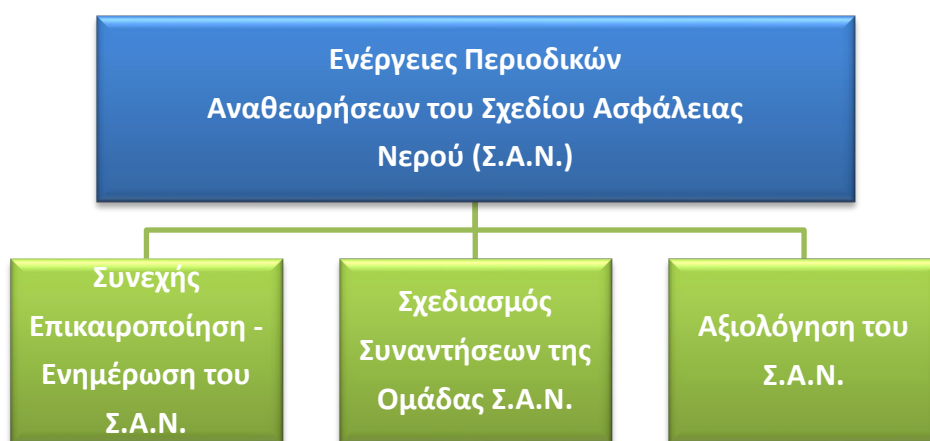 Ενέργειες Περιοδικών
Αναθεωρήσεων του Σχεδίου Ασφάλειας
Νερού (Σ.Α.Ν.)
Συνεχής
Επικαιροποίηση -
Ενημέρωση του
Σ.Α.Ν.
Σχεδιασμός
Συναντήσεων της
Ομάδας Σ.Α.Ν.
Αξιολόγηση του
Σ.Α.Ν.